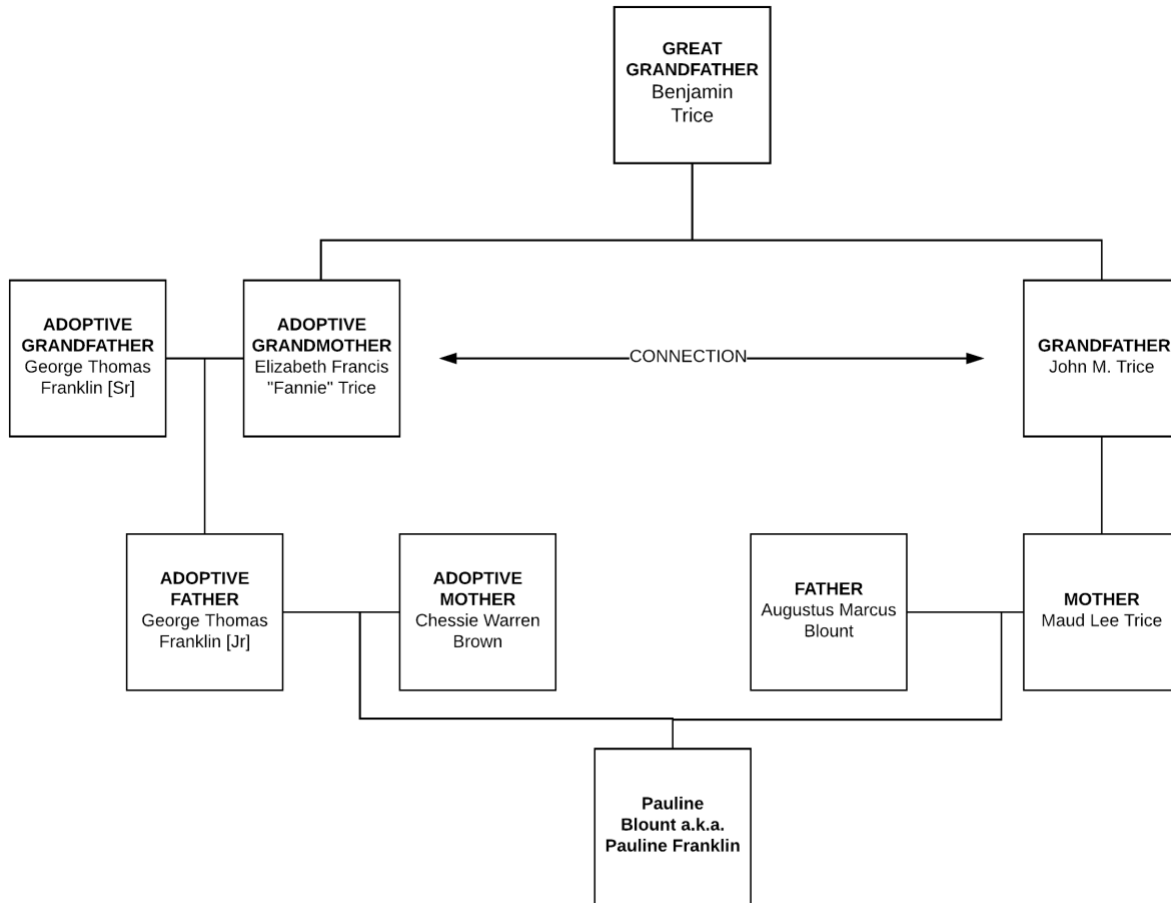 GREAT
GRANDFATHER
Benjamin
Trice
ADOPTIVE
GRANDFATHER
George Thomas
Franklin [Sr]
ADOPTIVE
GRANDMOTHER
Elizabeth Francis
"Fannie" Trice
CONNECTION
GRANDFATHER
John M. Trice
ADOPTIVE
FATHER
George Thomas
Franklin [Jr]
ADOPTIVE
MOTHER
Chessie Warren
Brown
FATHER
Augustus Marcus
Blount
MOTHER
Maud Lee Trice
Pauline
Blount a.k.a.
Pauline Franklin